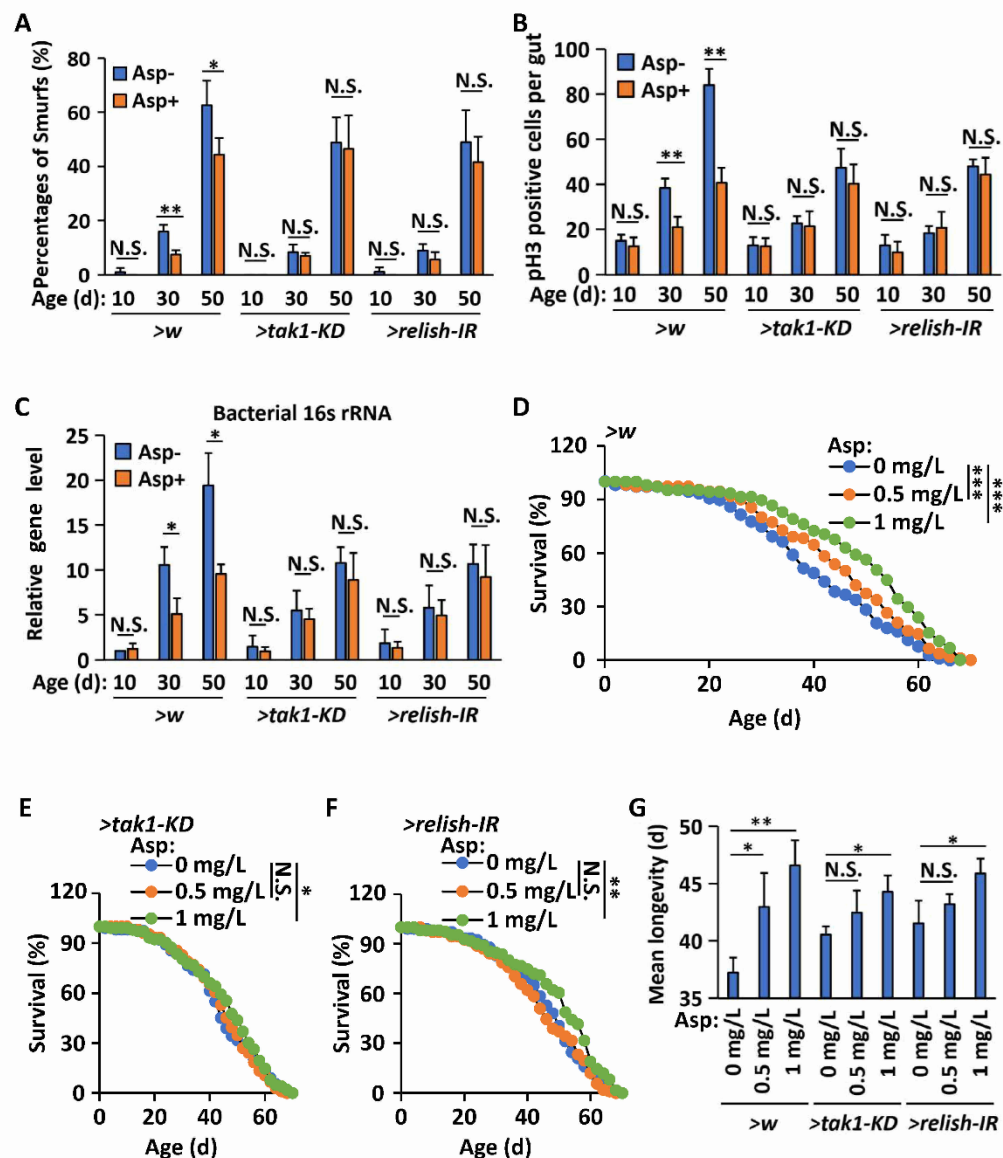 A
Percentages of Smurfs (%)
80
60
40
20
0
Asp-
Asp+
N.S.
**
*
N.S.
N.S.
N.S.
N.S.
N.S.
N.S.
Age (d): 10 30 50 10 30 50 10 30 50
>w >tak1-KD >relish-IR
B
pH3 positive cells per gut
100
80
60
40
20
0
Asp-
Asp+
N.S.
**
**
N.S.
N.S.
N.S.
N.S.
N.S.
N.S.
Age (d): 10 30 50 10 30 50 10 30 50
>w >tak1-KD >relish-IR
C
Bacterial 16s rRNA
Relative gene level
25
20
15
10
5
0
Asp-
Asp+
N.S.
*
*
N.S.
N.S.
N.S.
N.S.
N.S.
N.S.
Age (d): 10 30 50 10 30 50 10 30 50
>w >tak1-KD >relish-IR
D
>w
Asp:
0 mg/L
0.5 mg/L
1 mg/L
***
***
Survival (%)
120
90
60
30
0
0 20 40 60
Age (d)
E
>tak1-KD
Asp:
0 mg/L
0.5 mg/L
1 mg/L
N.S.
*
Survival (%)
120
90
60
30
0
0 20 40 60
Age (d)
F
>relish-IR
Asp:
0 mg/L
0.5 mg/L
1 mg/L
N.S.
**
Survival (%)
120
90
60
30
0
0 20 40 60
Age (d)
G
Mean longevity (d)
50
45
40
35
**
*
*
N.S.
*
N.S.
Asp:
0 mg/L
0.5 mg/L
1 mg/L
0 mg/L
0.5 mg/L
1 mg/L
0 mg/L
0.5 mg/L
1 mg/L
>w >tak1-KD >relish-IR